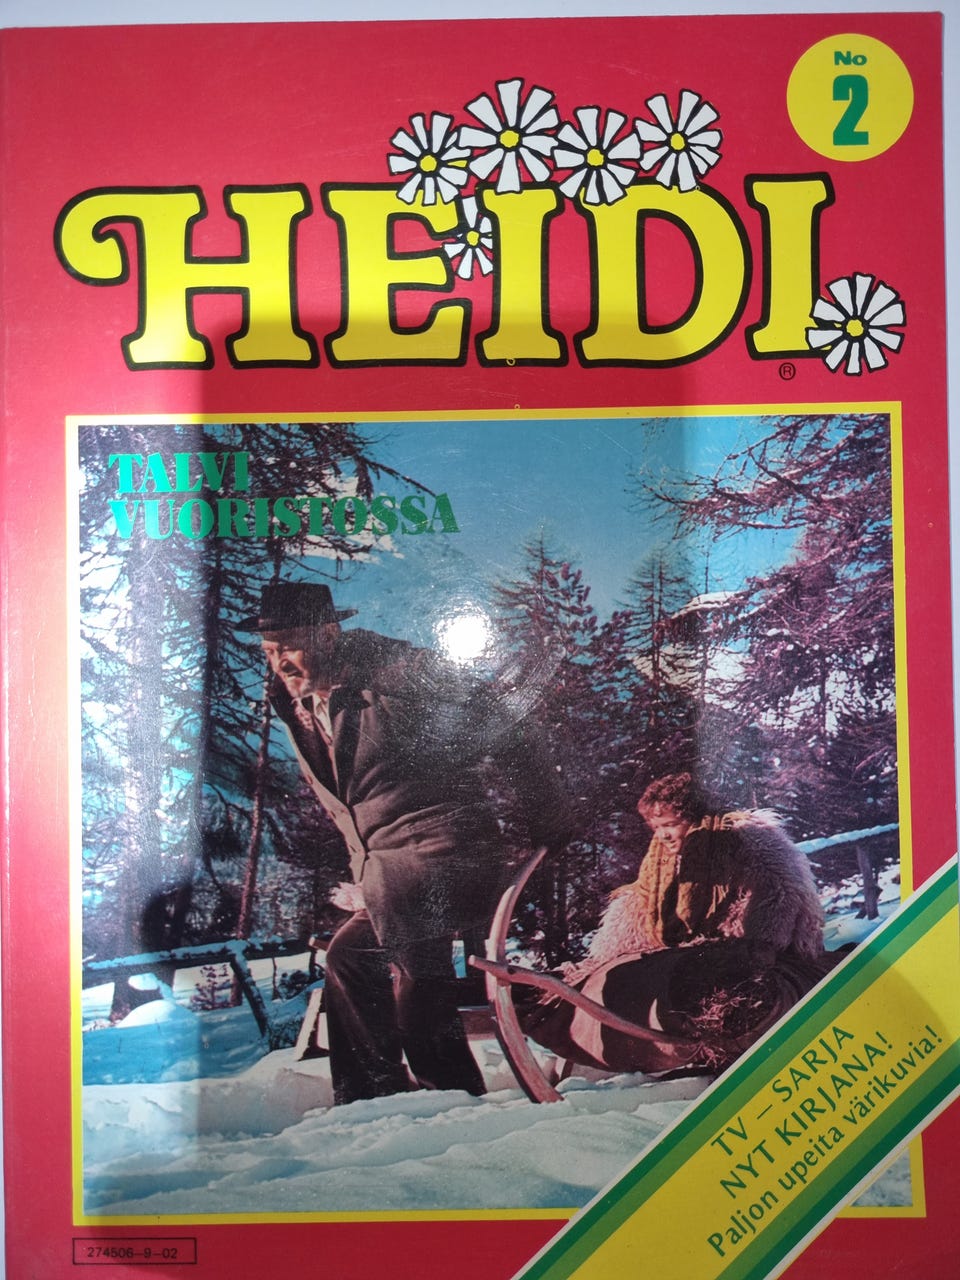 No
2
HEIDI
®
TALVI
VUORISTOSSA
TV – SARJA
NYT KIRJANA!
Paljon upeita värikuvia!
274506–9–02